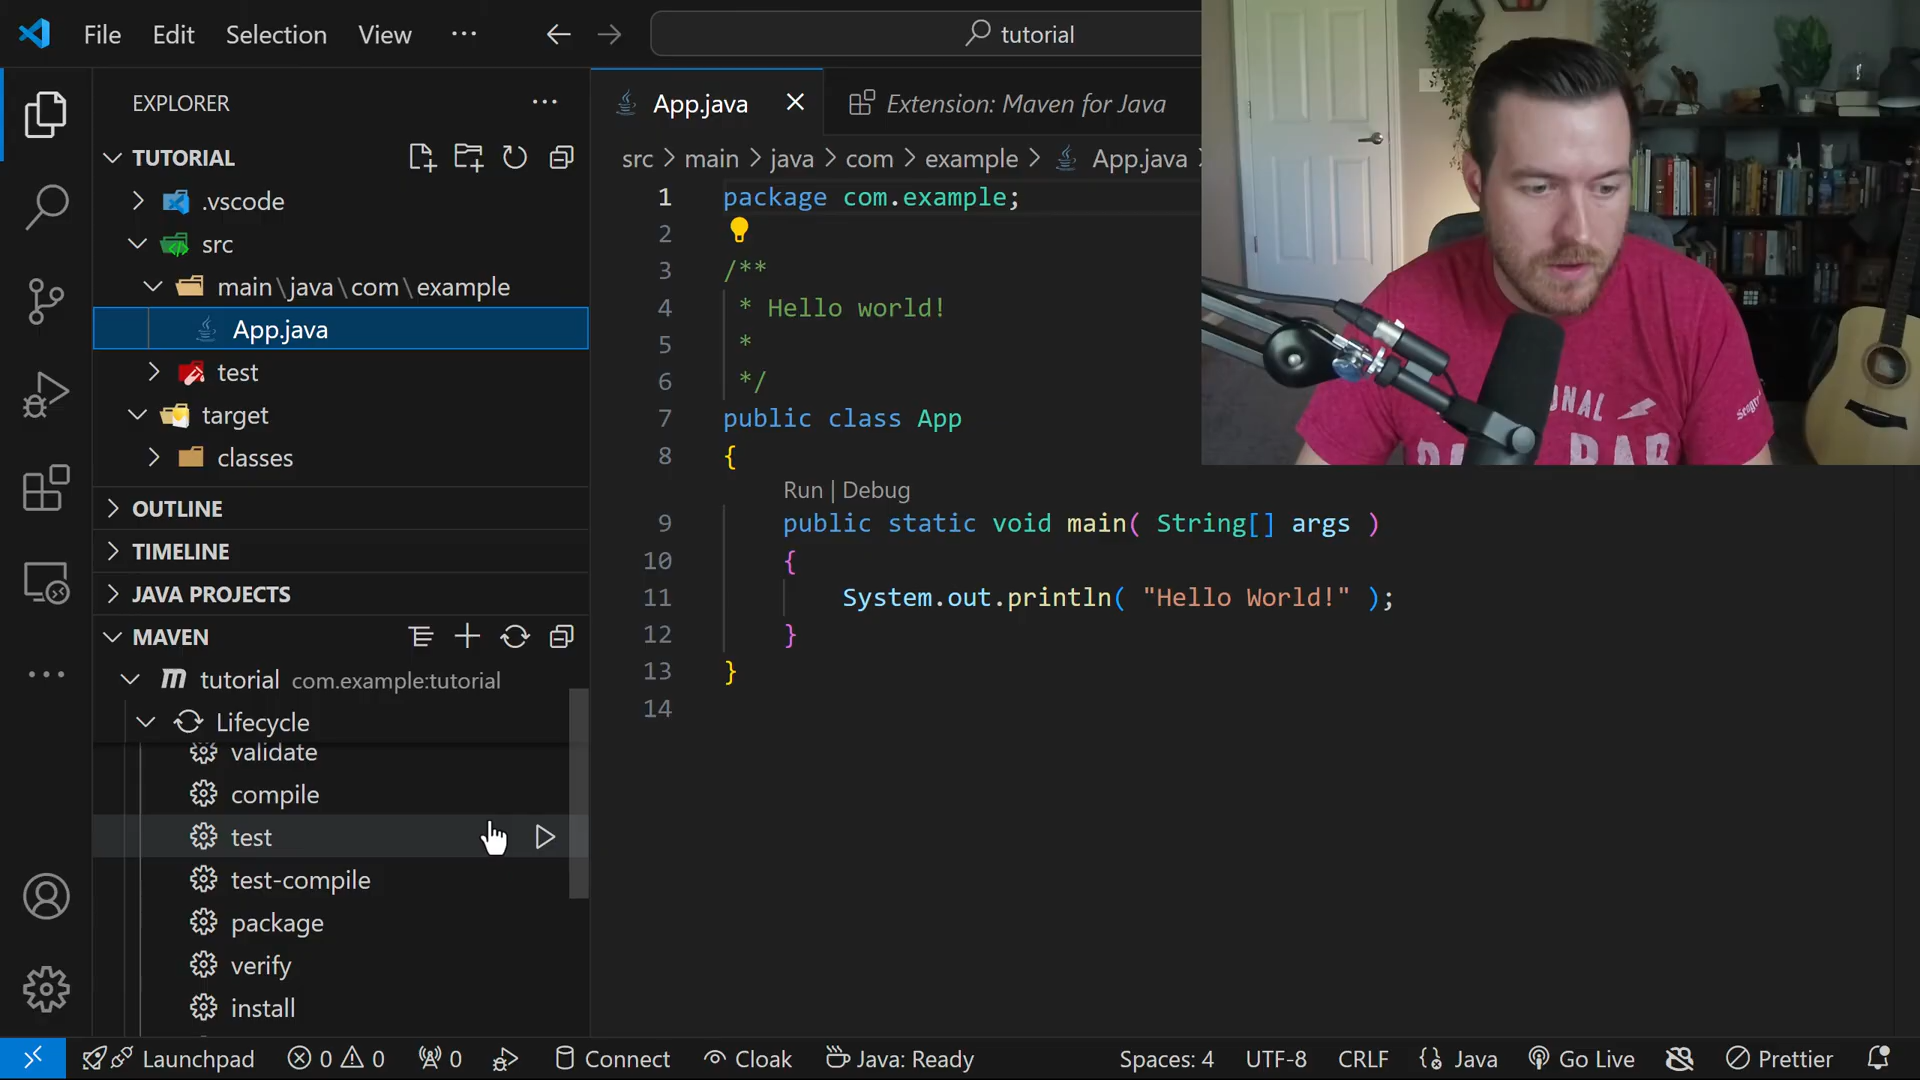 File Edit Selection View ···
tutorial
EXPLORER
TUTORIAL
.vscode
src
main\java\com\example
App.java
test
target
classes
OUTLINE
TIMELINE
JAVA PROJECTS
MAVEN
tutorial com.example:tutorial
Lifecycle
validate
compile
test
test-compile
package
verify
install
App.java
Extension: Maven for Java
src > main > java > com > example > App.java >
1 package com.example;
2
3 /**
4 * Hello world!
5 *
6 */
7 public class App
8 {
Run | Debug
9 public static void main( String[] args )
10 {
11 System.out.println( "Hello World!" );
12 }
13 }
14
Launchpad 0 0 0 Connect Cloak Java: Ready Spaces: 4 UTF-8 CRLF Java Go Live Prettier